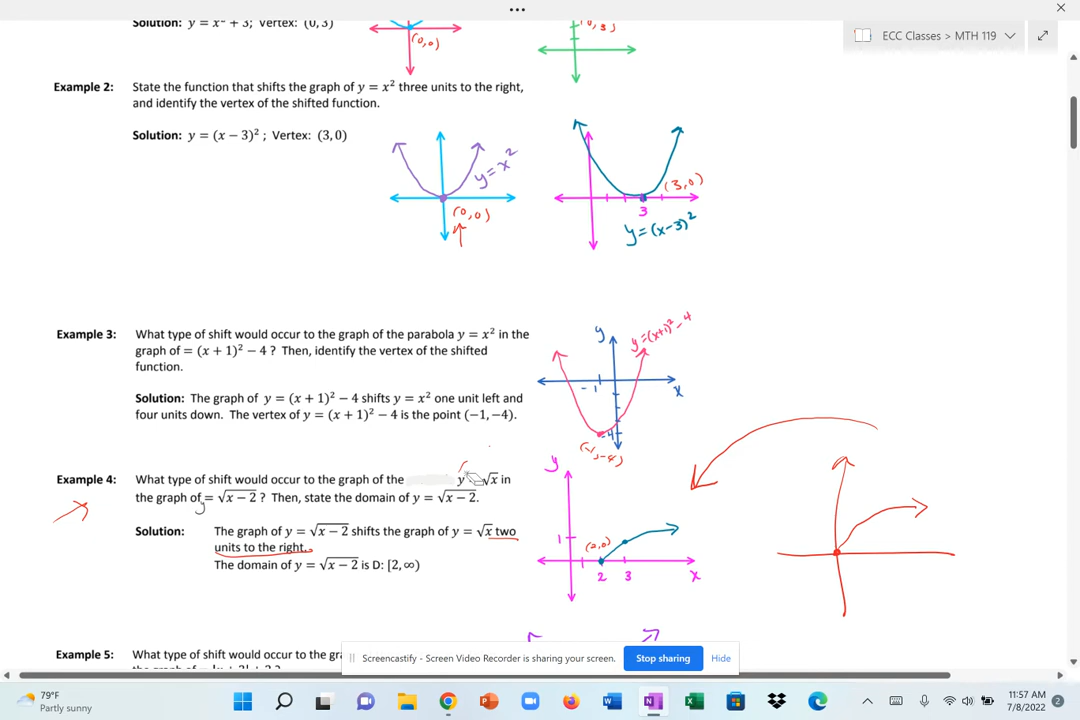 Solution: y = x² + 3; Vertex: (0, 3)
(0,0)
(0,3)
ECC Classes > MTH 119
Example 2: State the function that shifts the graph of y = x² three units to the right,
and identify the vertex of the shifted function.
Solution: y = (x − 3)² ; Vertex: (3, 0)
y = x²
(0,0)
(3,0)
3
y = (x-3)²
Example 3: What type of shift would occur to the graph of the parabola y = x² in the
graph of = (x + 1)² − 4 ? Then, identify the vertex of the shifted
function.
Solution: The graph of y = (x + 1)² − 4 shifts y = x² one unit left and
four units down. The vertex of y = (x + 1)² − 4 is the point (−1, −4).
y
y=(x+1)²-4
-1
x
-4
(-1,-4)
Example 4: What type of shift would occur to the graph of the y √x in
the graph of y = √(x − 2) ? Then, state the domain of y = √(x − 2).
Solution: The graph of y = √(x − 2) shifts the graph of y = √x two
units to the right.
The domain of y = √(x − 2) is D: [2, ∞)
y
1
(2,0)
2
3
x
Example 5: What type of shift would occur to the gra
Screencastify - Screen Video Recorder is sharing your screen.
Stop sharing
Hide
79°F
Partly sunny
11:57 AM
7/8/2022
2